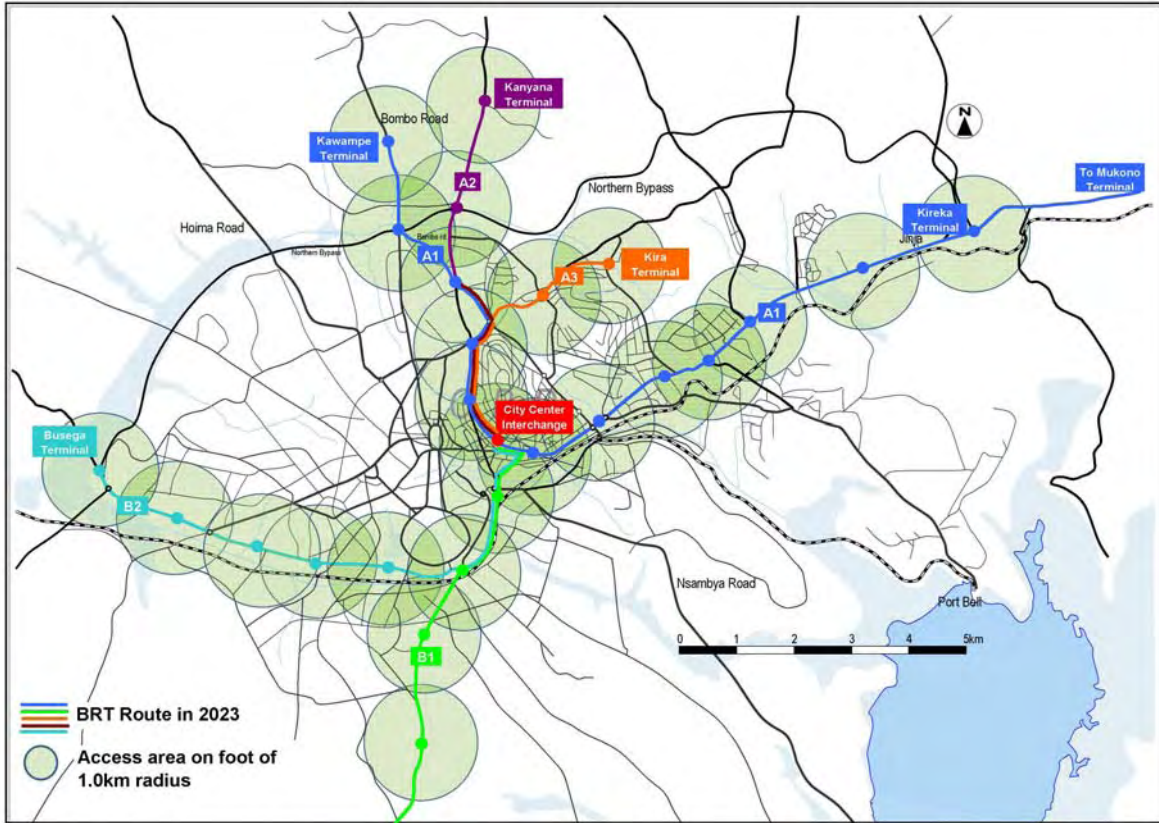 Kanyana
Terminal
Bombo Road
Kawampe
Terminal
N
To Mukono
Terminal
A2
Northern Bypass
Kireka
Terminal
Hoima Road
Jinja
Bombo rd
Northern Bypass
A1
Kira
Terminal
A3
A1
City Center
Interchange
Busega
Terminal
B2
Nsambya Road
Port Bell
0 1 2 3 4 5km
B1
BRT Route in 2023
Access area on foot of
1.0km radius